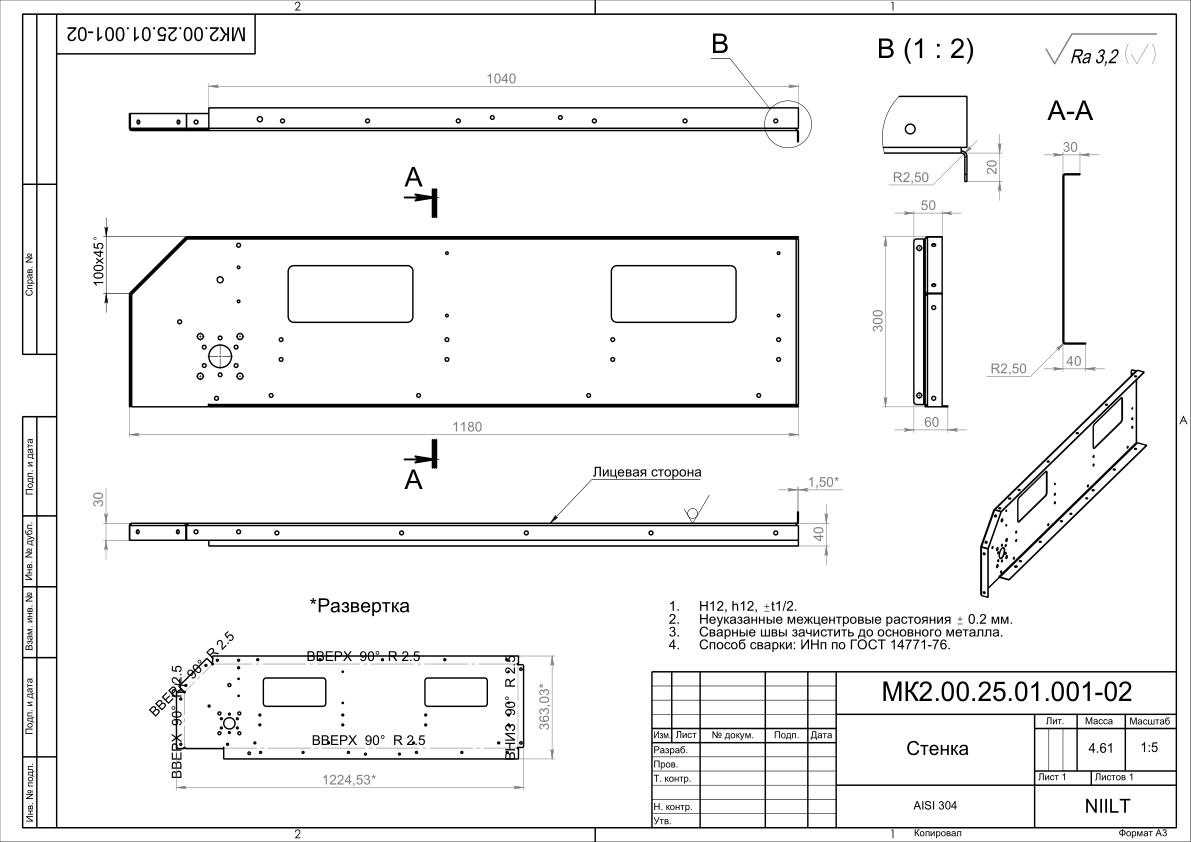 2
1
МК2.00.25.01.001-02
Справ. №
Подп. и дата
Инв. № дубл.
Взам. инв. №
Подп. и дата
Инв. № подл.
1040
В
В (1 : 2)
Ra 3,2 (√)
А-А
R2,50
20
30
А
50
100x45°
300
R2,50
40
1180
60
А
А
Лицевая сторона
1,50*
30
40
*Развертка
ВВЕРХ 90° R 2.5
ВВЕРХ 90° R 2.5
ВВЕРХ 90° R 2.5
ВНИЗ 90° R 2.5
ВВЕРХ 90° R 2.5
363,03*
1224,53*
1. H12, h12, ±t1/2.
2. Неуказанные межцентровые растояния ± 0.2 мм.
3. Сварные швы зачистить до основного металла.
4. Способ сварки: ИНп по ГОСТ 14771-76.
МК2.00.25.01.001-02
Изм. Лист № докум. Подп. Дата
Разраб.
Пров.
Т. контр.
Н. контр.
Утв.
Стенка
Лит. Масса Масштаб
4.61 1:5
Лист 1 Листов 1
AISI 304
NIILT
2
1
Копировал
Формат А3